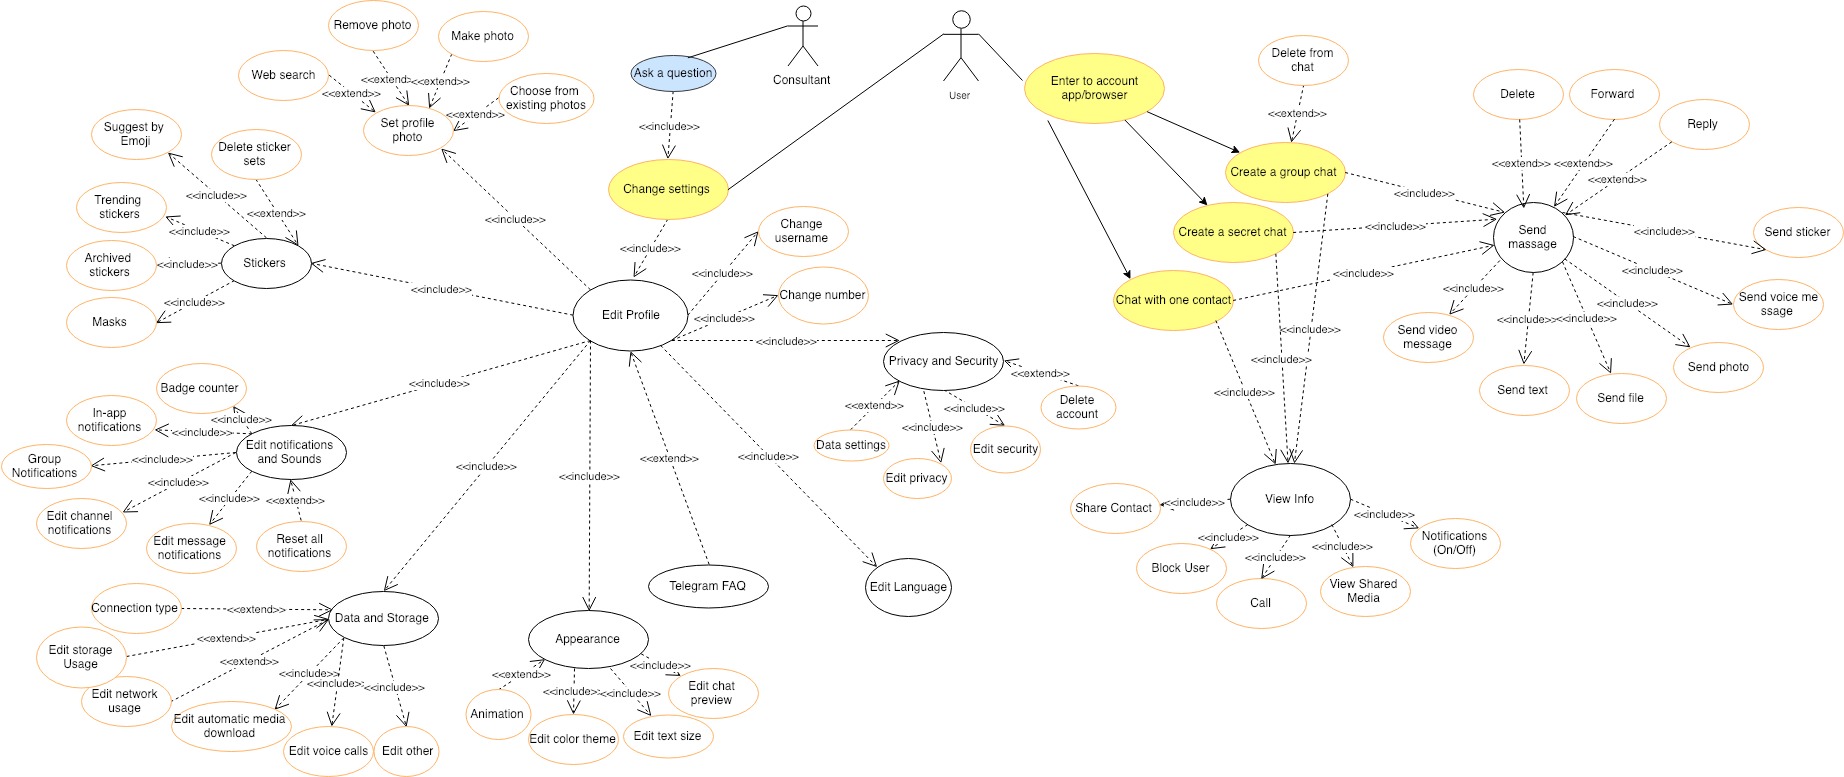 Remove photo
Make photo
Web search
Choose from
existing photos
<<extend>>
<<extend>>
<<extend>>
<<extend>>
Set profile
photo
Ask a question
Consultant
User
<<include>>
Change settings
<<include>>
Enter to account
app/browser
Delete from
chat
<<extend>>
Create a group chat
Create a secret chat
Chat with one contact
<<include>>
<<include>>
<<include>>
Delete
Forward
Reply
<<extend>>
<<extend>>
<<extend>>
Send
massage
<<include>>
Send sticker
<<include>>
Send voice me
ssage
<<include>>
Send photo
<<include>>
Send file
<<include>>
Send text
Send video
message
<<include>>
Suggest by
Emoji
Delete sticker
sets
<<include>>
<<extend>>
Trending
stickers
<<include>>
Archived
stickers
<<include>>
Masks
<<include>>
Stickers
<<include>>
<<include>>
Edit Profile
Change
username
<<include>>
Change number
<<include>>
<<include>>
Privacy and Security
<<extend>>
Delete
account
<<extend>>
Data settings
<<include>>
Edit privacy
<<include>>
Edit security
<<include>>
Badge counter
<<include>>
In-app
notifications
<<include>>
Group
Notifications
<<include>>
Edit notifications
and Sounds
<<include>>
Edit channel
notifications
<<include>>
Edit message
notifications
<<extend>>
Reset all
notifications
<<include>>
<<include>>
<<extend>>
<<include>>
Telegram FAQ
Edit Language
Connection type
<<extend>>
Data and Storage
Edit storage
Usage
<<extend>>
Edit network
usage
<<extend>>
<<include>>
Edit automatic media
download
<<include>>
Edit voice calls
<<include>>
Edit other
Appearance
<<extend>>
Animation
<<include>>
Edit color theme
<<include>>
Edit text size
<<include>>
Edit chat
preview
<<include>>
<<include>>
<<include>>
View Info
Share Contact
<<include>>
Block User
<<include>>
Call
<<include>>
View Shared
Media
<<include>>
Notifications
(On/Off)
<<include>>